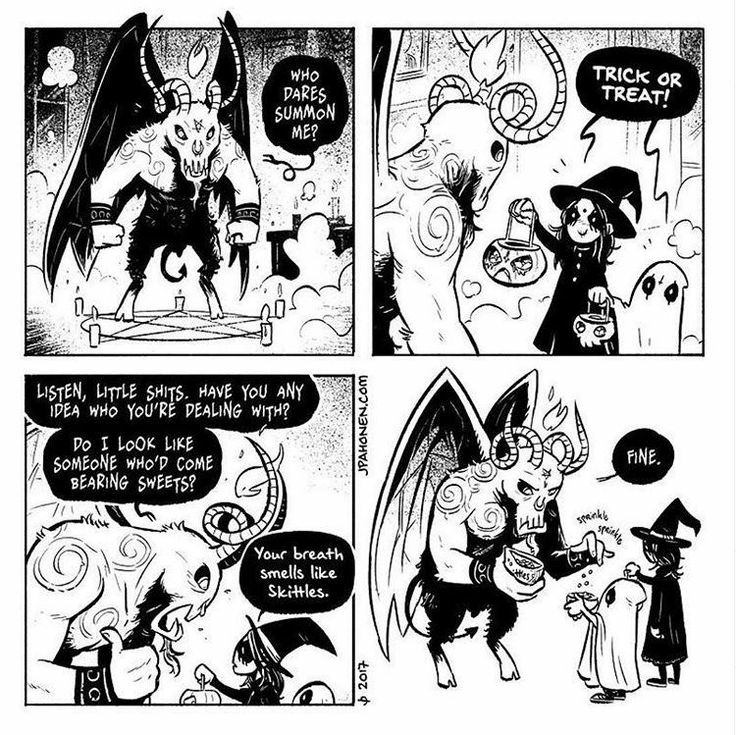 WHO
DARES
SUMMON
ME?
TRICK OR
TREAT!
LISTEN, LITTLE SHITS. HAVE YOU ANY
IDEA WHO YOU'RE DEALING WITH?
DO I LOOK LIKE
SOMEONE WHO'D COME
BEARING SWEETS?
Your breath
smells like
Skittles.
JPAHONEN.COM
2017
FINE.
sprinkle
sprinkle